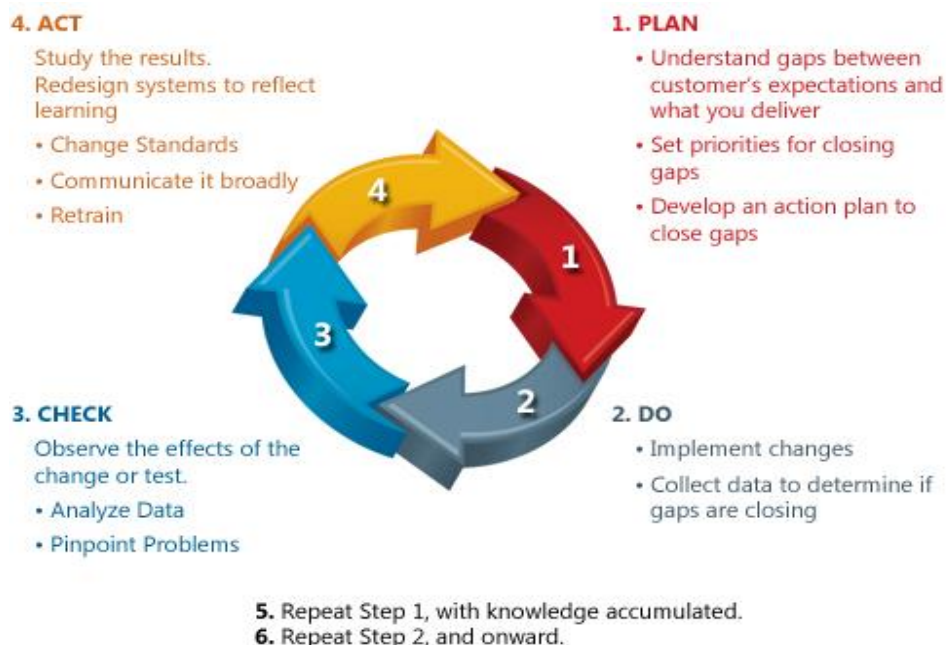 1. PLAN
• Understand gaps between
customer's expectations and
what you deliver
• Set priorities for closing
gaps
• Develop an action plan to
close gaps
2. DO
• Implement changes
• Collect data to determine if
gaps are closing
3. CHECK
Observe the effects of the
change or test.
• Analyze Data
• Pinpoint Problems
4. ACT
Study the results.
Redesign systems to reflect
learning
• Change Standards
• Communicate it broadly
• Retrain
1
2
3
4
5. Repeat Step 1, with knowledge accumulated.
6. Repeat Step 2, and onward.